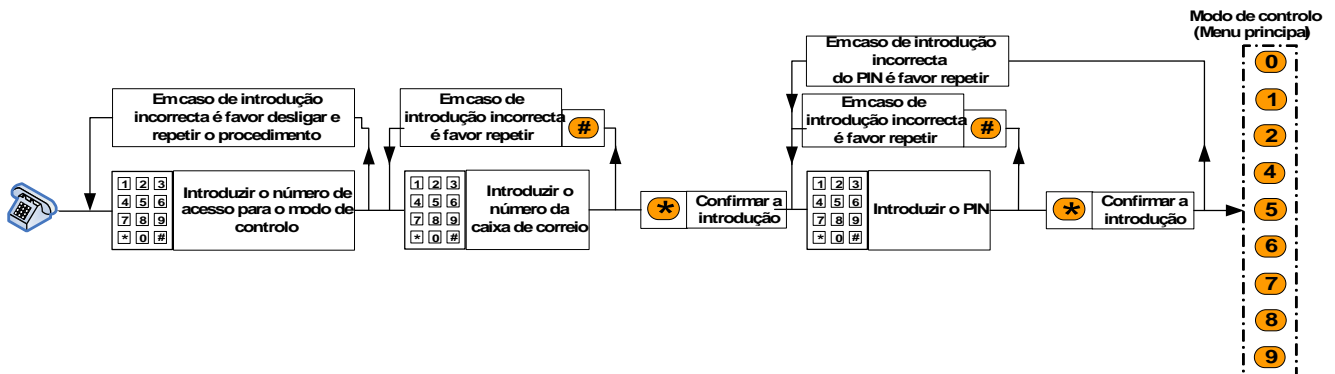 Modo de controlo
(Menu principal)
Em caso de introdução
incorrecta
do PIN é favor repetir
Em caso de introdução
incorrecta é favor desligar e
repetir o procedimento
Em caso de
introdução incorrecta
é favor repetir
#
Em caso de
introdução incorrecta
é favor repetir
#
1 2 3
4 5 6
7 8 9
* 0 #
Introduzir o número de
acesso para o modo de
controlo
1 2 3
4 5 6
7 8 9
* 0 #
Introduzir o
número da
caixa de correio
*
Confirmar a
introdução
1 2 3
4 5 6
7 8 9
* 0 #
Introduzir o PIN
*
Confirmar a
introdução
0
1
2
4
5
6
7
8
9